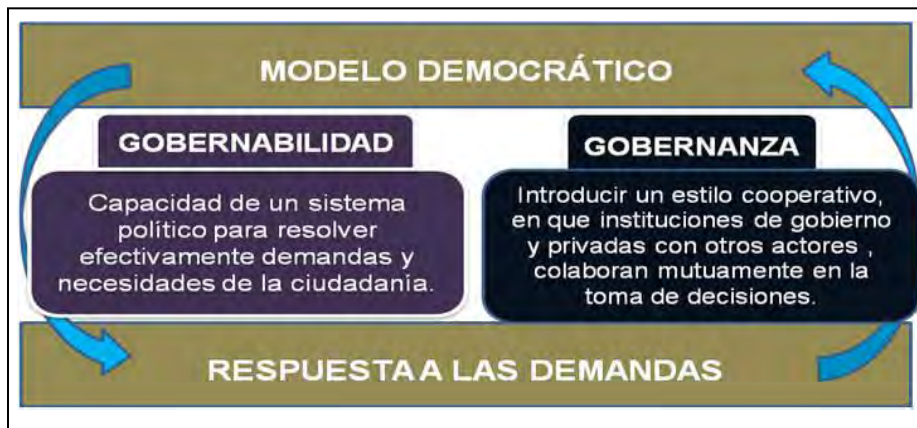 MODELO DEMOCRÁTICO
GOBERNABILIDAD
Capacidad de un sistema
político para resolver
efectivamente demandas y
necesidades de la ciudadanía.
GOBERNANZA
Introducir un estilo cooperativo,
en que instituciones de gobierno
y privadas con otros actores ,
colaboran mutuamente en la
toma de decisiones.
RESPUESTA A LAS DEMANDAS